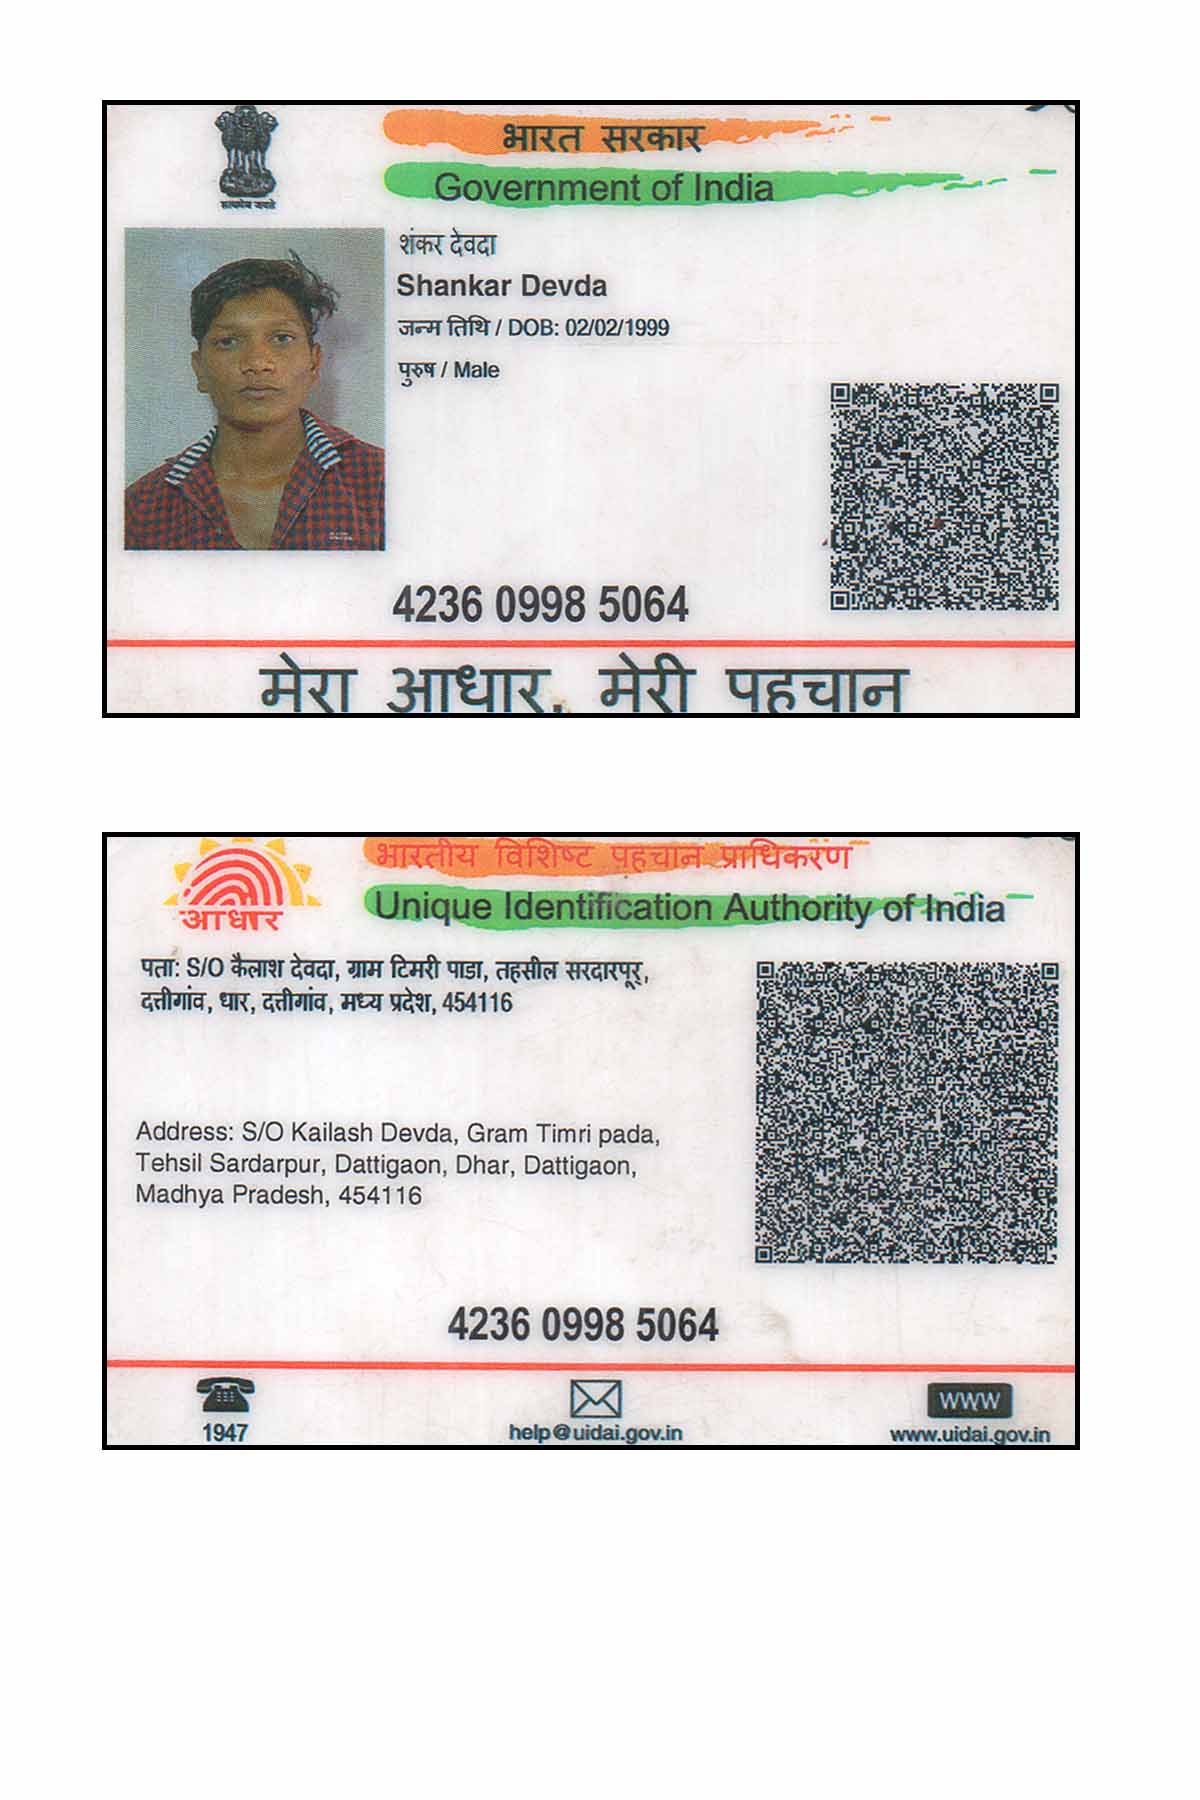 सत्यमेव जयते
भारत सरकार
Government of India
शंकर देवदा
Shankar Devda
जन्म तिथि / DOB: 02/02/1999
पुरुष / Male
4236 0998 5064
मेरा आधार, मेरी पहचान
आधार
भारतीय विशिष्ट पहचान प्राधिकरण
Unique Identification Authority of India
पता: S/O कैलाश देवदा, ग्राम टिमरी पाडा, तहसील सरदारपूर्,
दत्तीगांव, धार, दत्तीगांव, मध्य प्रदेश, 454116
Address: S/O Kailash Devda, Gram Timri pada,
Tehsil Sardarpur, Dattigaon, Dhar, Dattigaon,
Madhya Pradesh, 454116
4236 0998 5064
1947
help@uidai.gov.in
WWW
www.uidai.gov.in